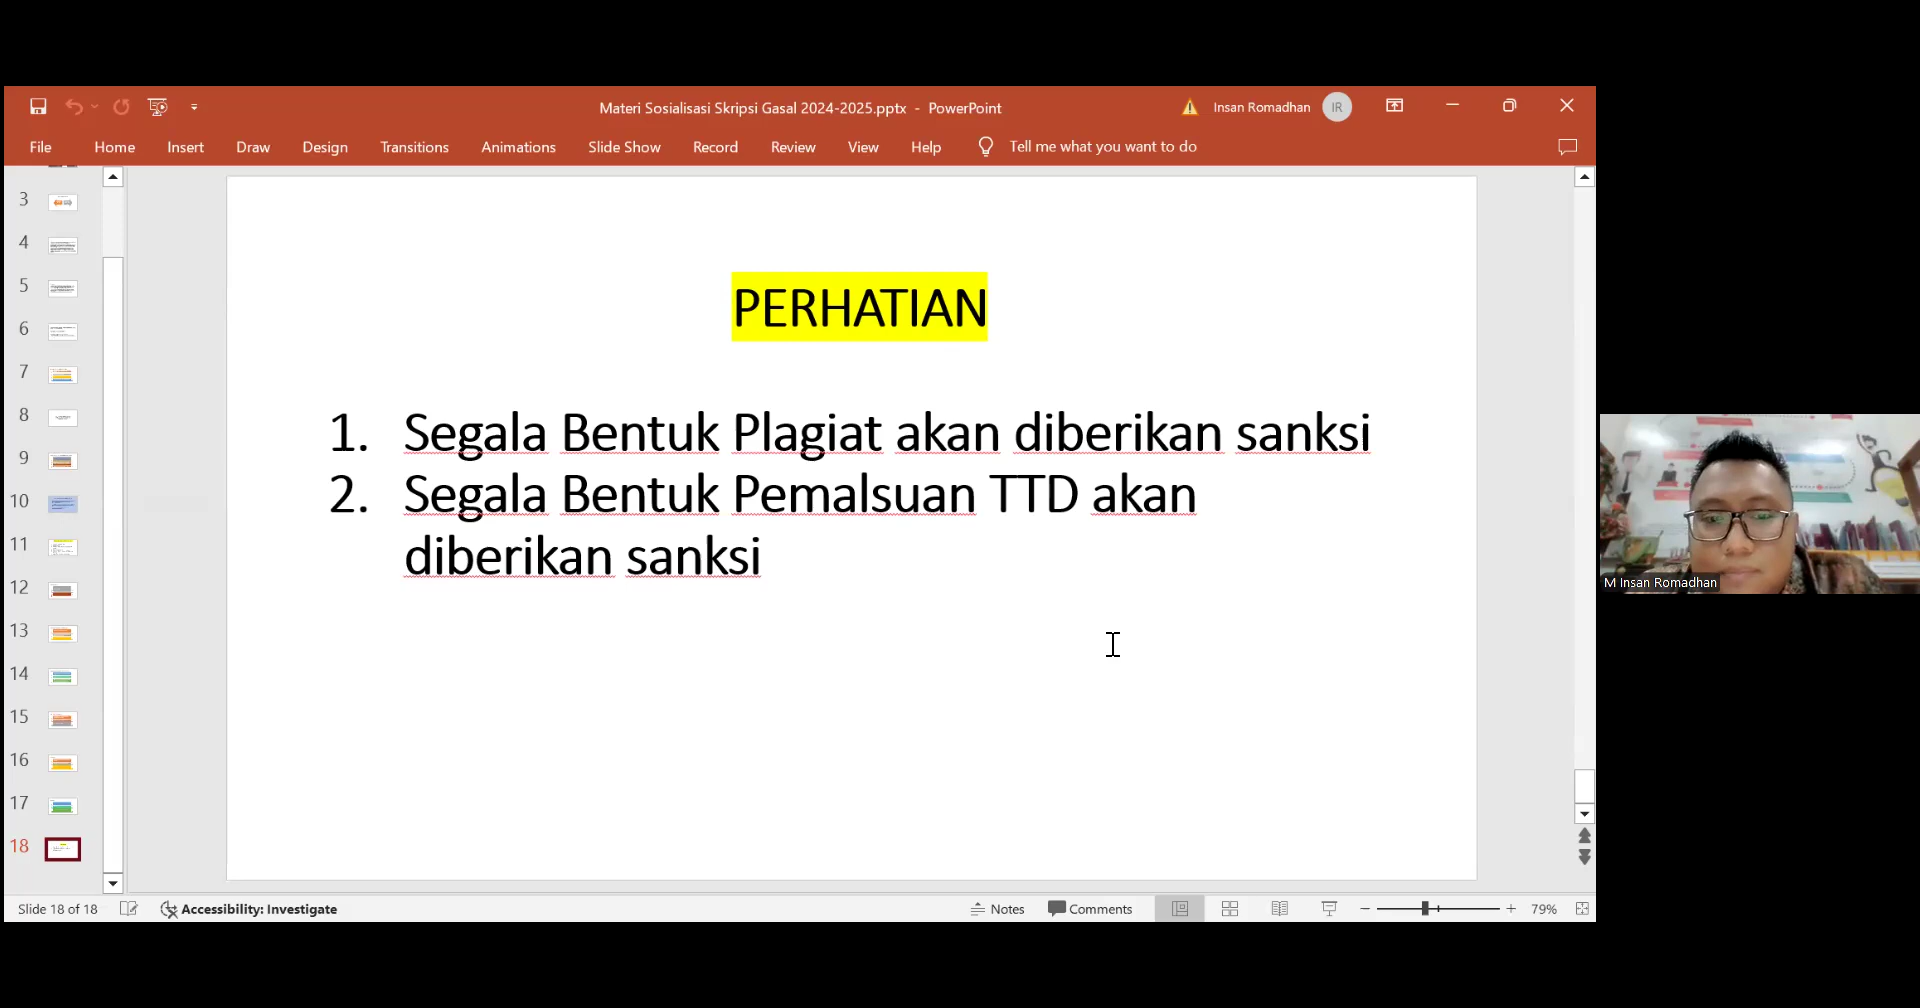 Materi Sosialisasi Skripsi Gasal 2024-2025.pptx - PowerPoint
Insan Romadhan IR
File Home Insert Draw Design Transitions Animations Slide Show Record Review View Help Tell me what you want to do
3
4
5
6
7
8
9
10
11
12
13
14
15
16
17
18
PERHATIAN
1. Segala Bentuk Plagiat akan diberikan sanksi
2. Segala Bentuk Pemalsuan TTD akan
diberikan sanksi
M Insan Romadhan
Slide 18 of 18 Accessibility: Investigate Notes Comments 79%